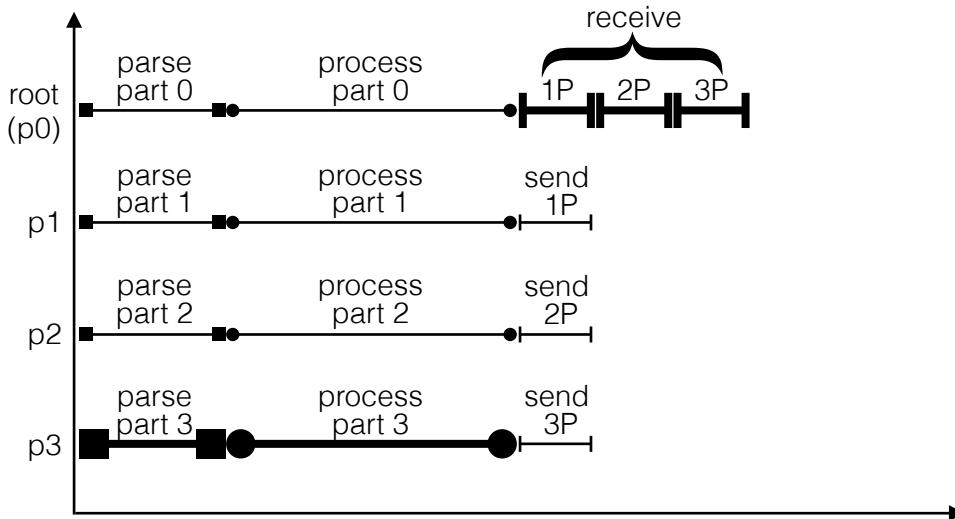 receive
parse process
part 0 part 0 1P 2P 3P
root
(p0)
parse process send
part 1 part 1 1P
p1
parse process send
part 2 part 2 2P
p2
parse process send
part 3 part 3 3P
p3